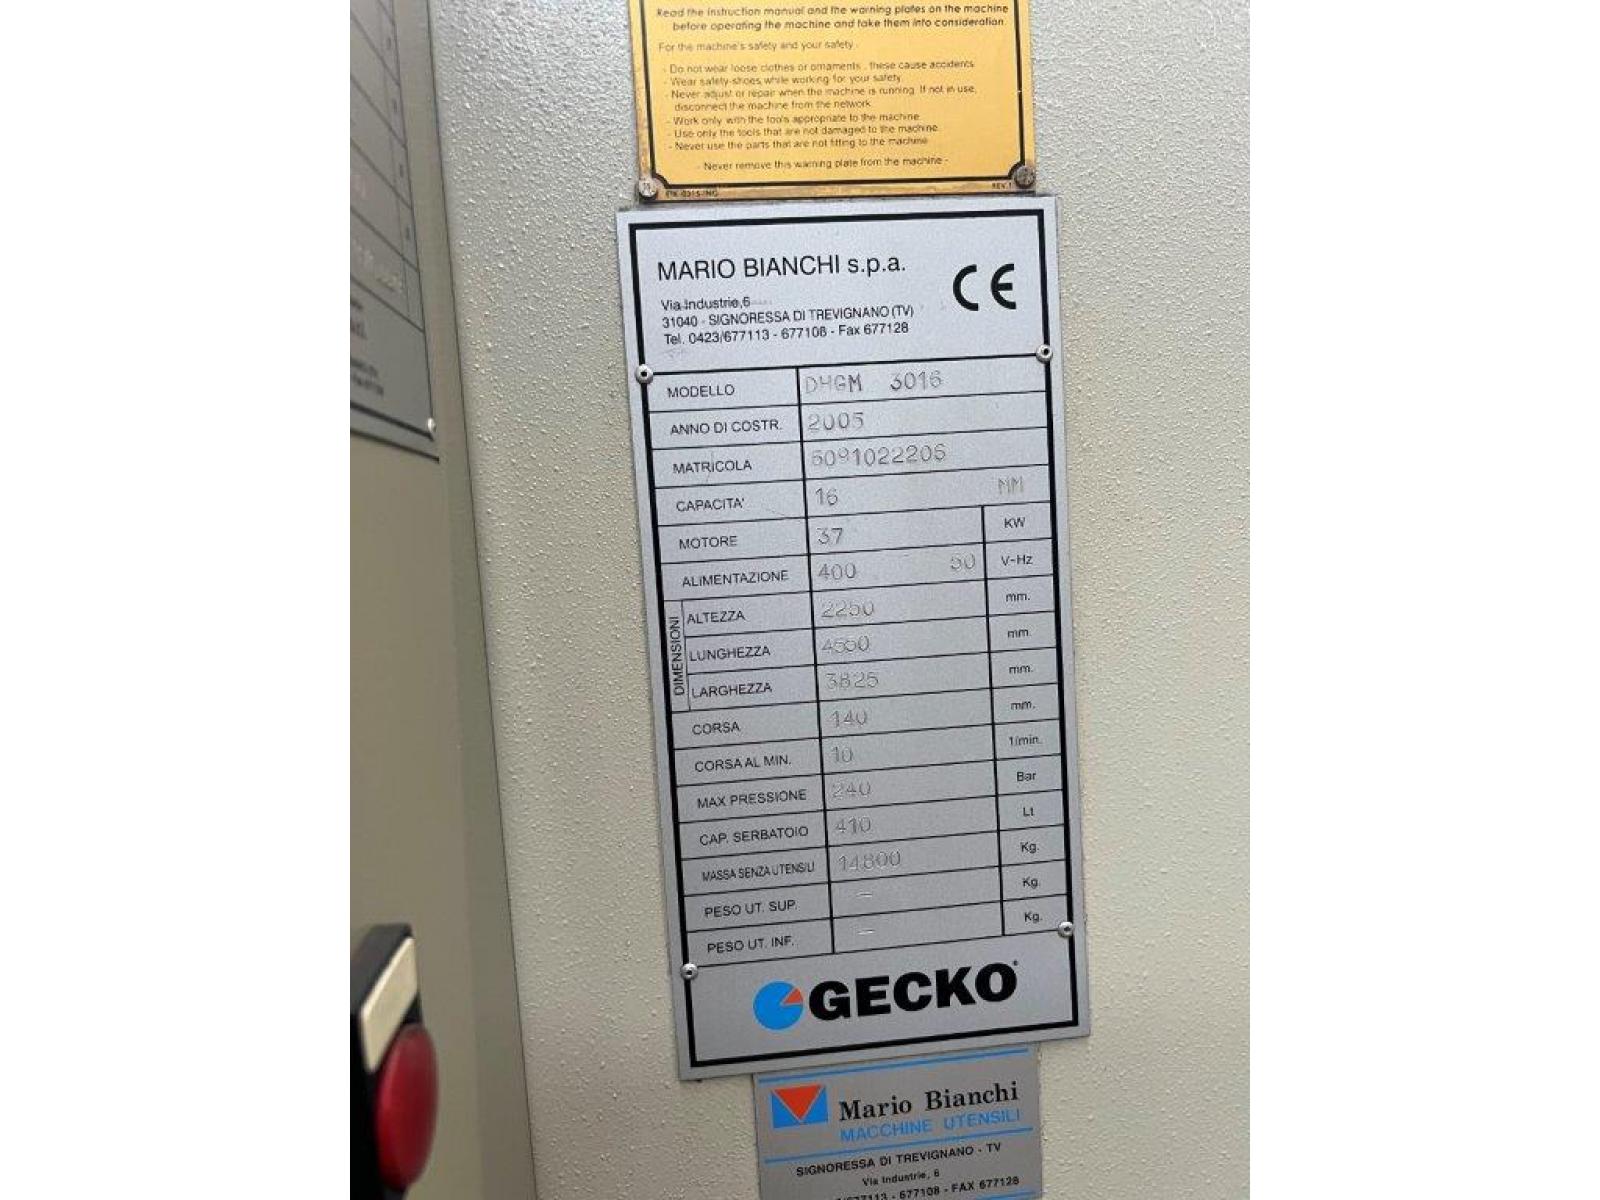 Read the instruction manual and the warning plates on the machine
before operating the machine and take them into consideration.
For the machine's safety and your safety.
- Do not wear loose clothes or ornaments, these cause accidents
- Wear safety-shoes while working for your safety.
- Never adjust or repair when the machine is running. If not in use,
disconnect the machine from the network
- Work only with the tools appropriate to the machine.
- Use only the tools that are not damaged to the machine.
- Never use the parts that are not fitting to the machine
- Never remove this warning plate from the machine -
REV.1
MARIO BIANCHI s.p.a.
CE
Via Industrie,6
31040 - SIGNORESSA DI TREVIGNANO (TV)
Tel. 0423/677113 - 677108 - Fax 677128
MODELLO DHGM 3016
ANNO DI COSTR. 2005
MATRICOLA 6091022206
CAPACITA' 16 MM
MOTORE 37 KW
ALIMENTAZIONE 400 50 V-Hz
DIMENSIONI
ALTEZZA 2250 mm.
LUNGHEZZA 4550 mm.
LARGHEZZA 3825 mm.
CORSA 140 mm.
CORSA AL MIN. 10 1/min.
MAX PRESSIONE 240 Bar
CAP. SERBATOIO 410 Lt
MASSA SENZA UTENSILI 14800 Kg.
PESO UT. SUP. – Kg.
PESO UT. INF. – Kg.
GECKO
Mario Bianchi
MACCHINE UTENSILI
SIGNORESSA DI TREVIGNANO - TV
Via Industrie, 6
/677113 - 677108 - FAX 677128